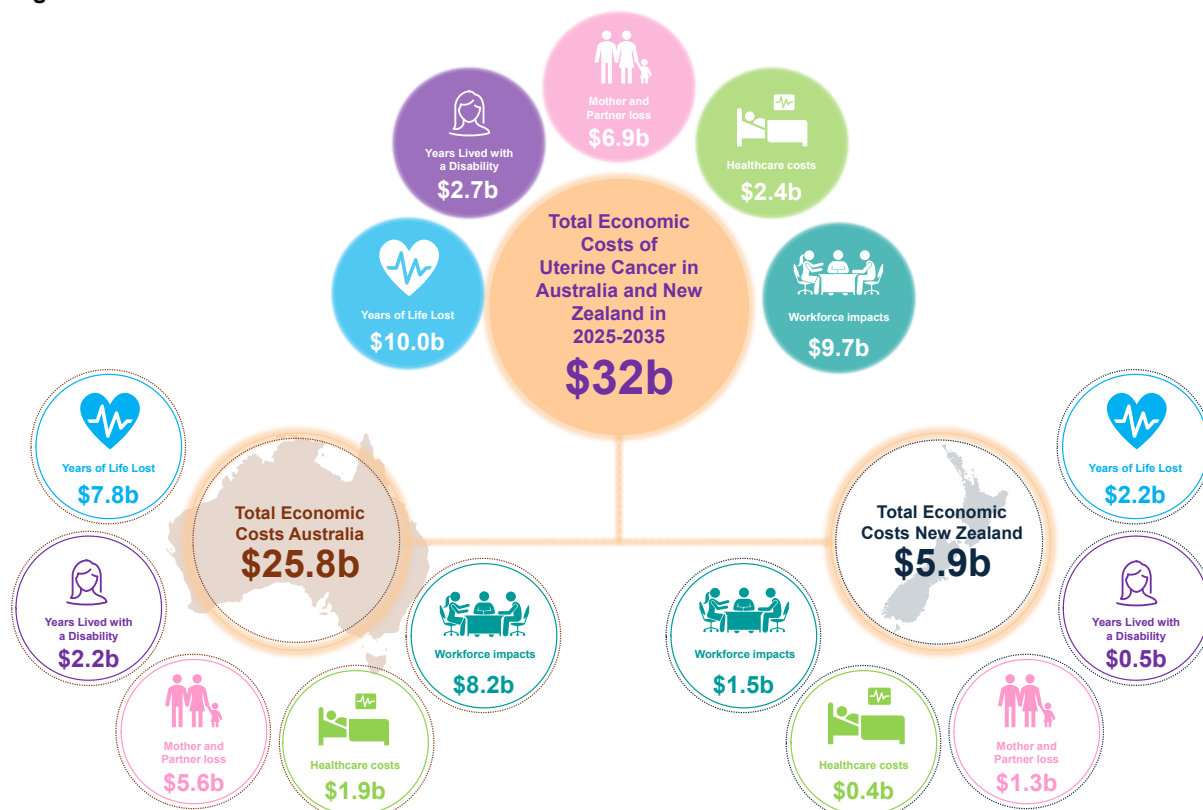 Mother and
Partner loss
$6.9b
Years Lived with
a Disability
$2.7b
Healthcare costs
$2.4b
Years of Life Lost
$10.0b
Total Economic
Costs of
Uterine Cancer in
Australia and New
Zealand in
2025-2035
$32b
Workforce impacts
$9.7b
Years of Life Lost
$7.8b
Total Economic
Costs Australia
$25.8b
Years Lived with
a Disability
$2.2b
Mother and
Partner loss
$5.6b
Healthcare costs
$1.9b
Workforce impacts
$8.2b
Total Economic
Costs New Zealand
$5.9b
Years of Life Lost
$2.2b
Years Lived with
a Disability
$0.5b
Workforce impacts
$1.5b
Healthcare costs
$0.4b
Mother and
Partner loss
$1.3b